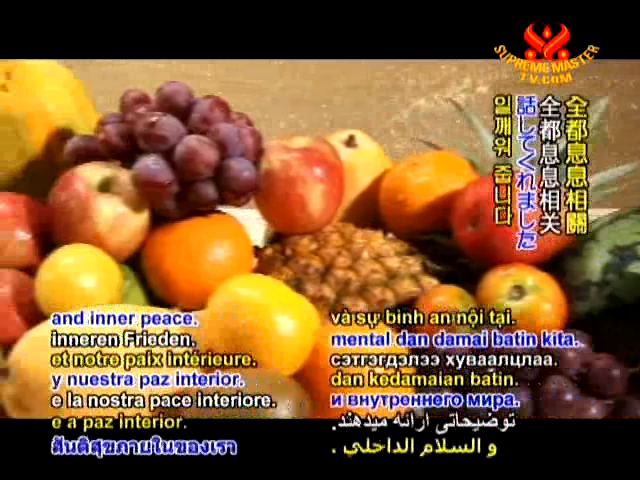 SUPREME MASTER
TV.COM
全都息息相關
全都息息相关
話してくれました
일깨워 줍니다
and inner peace.
inneren Frieden.
et notre paix intérieure.
y nuestra paz interior.
e la nostra pace interiore.
e a paz interior.
สันติสุขภายในของเรา
và sự bình an nội tại.
mental dan damai batin kita.
сэтгэгдэлээ хуваалцлаа.
dan kedamaian batin.
и внутреннего мира.
توضیحاتی ارائه میدهند.
و السلام الداخلي .